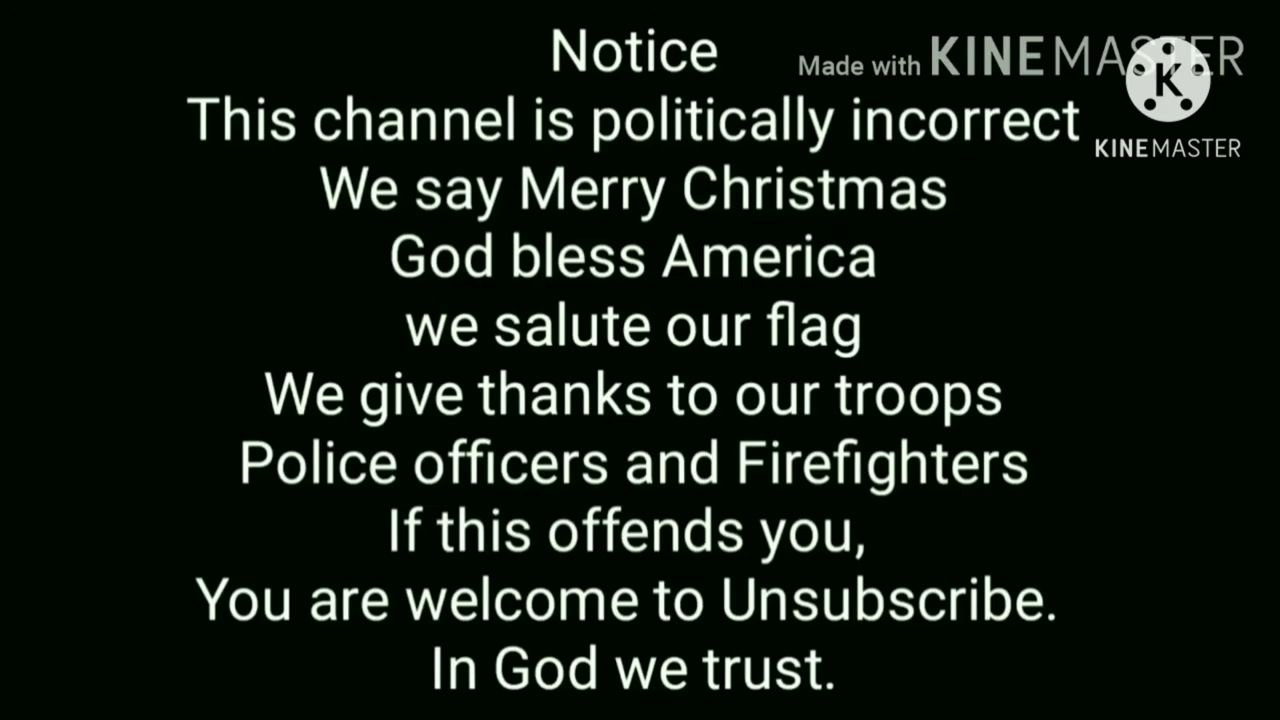 Notice
Made with KINEMASTER
K
This channel is politically incorrect
KINEMASTER
We say Merry Christmas
God bless America
we salute our flag
We give thanks to our troops
Police officers and Firefighters
If this offends you,
You are welcome to Unsubscribe.
In God we trust.